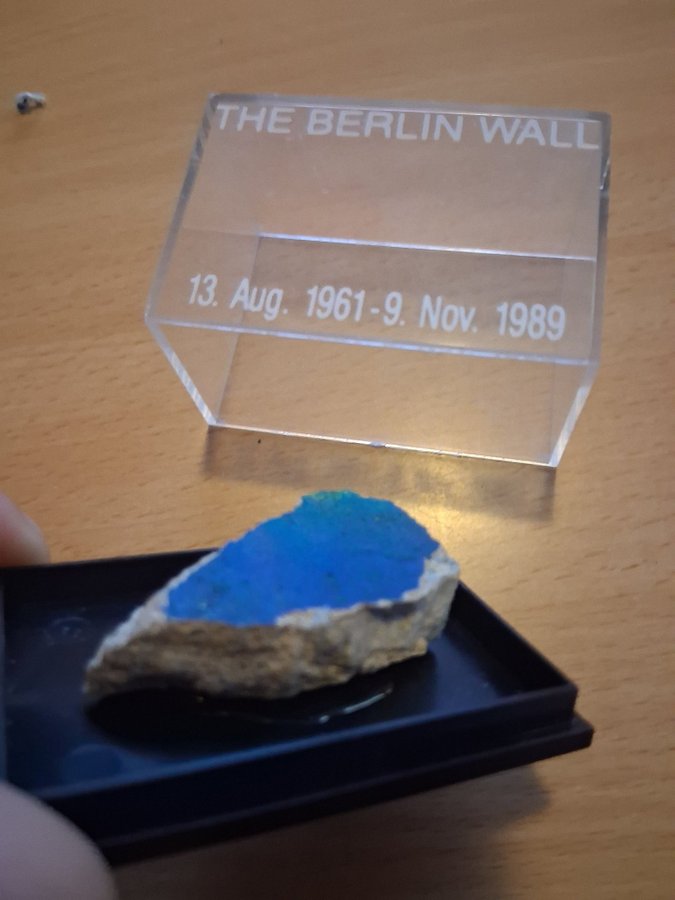 THE BERLIN WALL
13. Aug. 1961-9. Nov. 1989